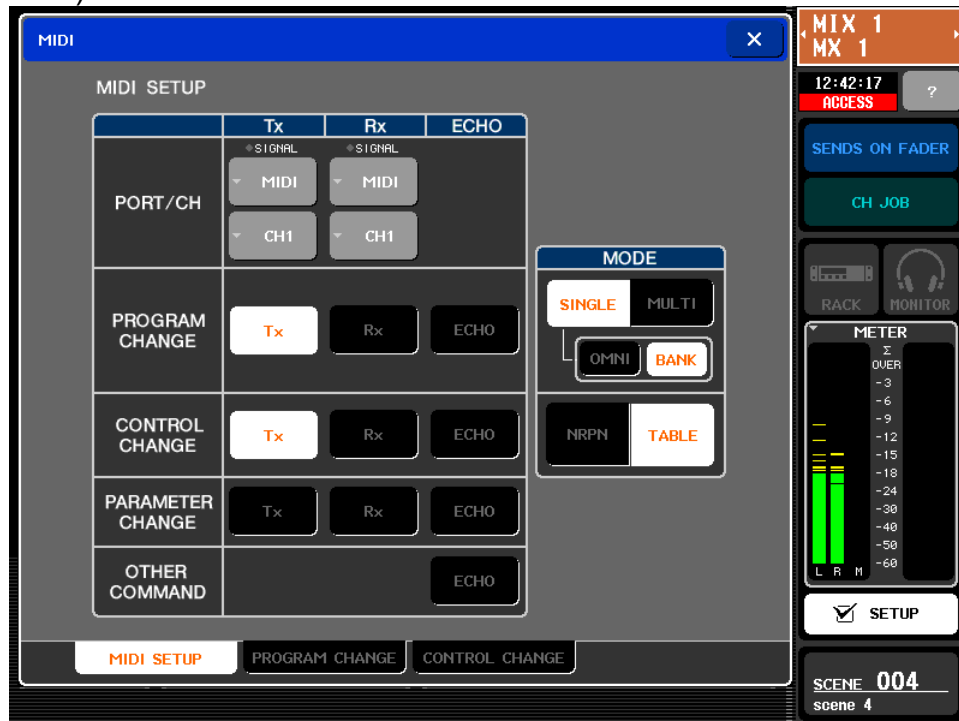 MIDI
×
MIX 1
MX 1
12:42:17
ACCESS
?
MIDI SETUP
Tx Rx ECHO
SIGNAL SIGNAL
PORT/CH
MIDI MIDI
CH1 CH1
PROGRAM
CHANGE
Tx Rx ECHO
CONTROL
CHANGE
Tx Rx ECHO
PARAMETER
CHANGE
Tx Rx ECHO
OTHER
COMMAND
ECHO
MODE
SINGLE MULTI
OMNI BANK
NRPN TABLE
MIDI SETUP PROGRAM CHANGE CONTROL CHANGE
SENDS ON FADER
CH JOB
RACK MONITOR
METER
Σ
OVER
-3
-6
-9
-12
-15
-18
-24
-30
-40
-50
-60
L R M
SETUP
SCENE 004
scene 4